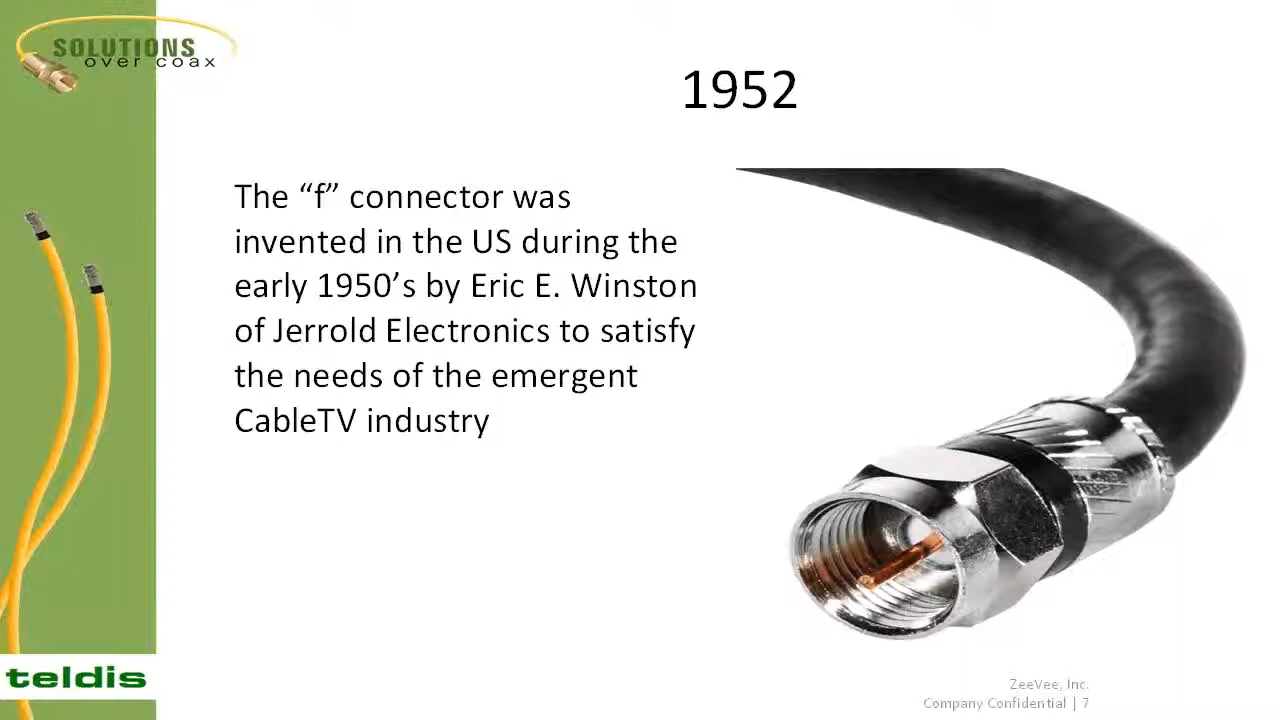 SOLUTIONS
over coax
1952
The “f” connector was
invented in the US during the
early 1950’s by Eric E. Winston
of Jerrold Electronics to satisfy
the needs of the emergent
CableTV industry
teldis
ZeeVee, Inc.
Company Confidential | 7